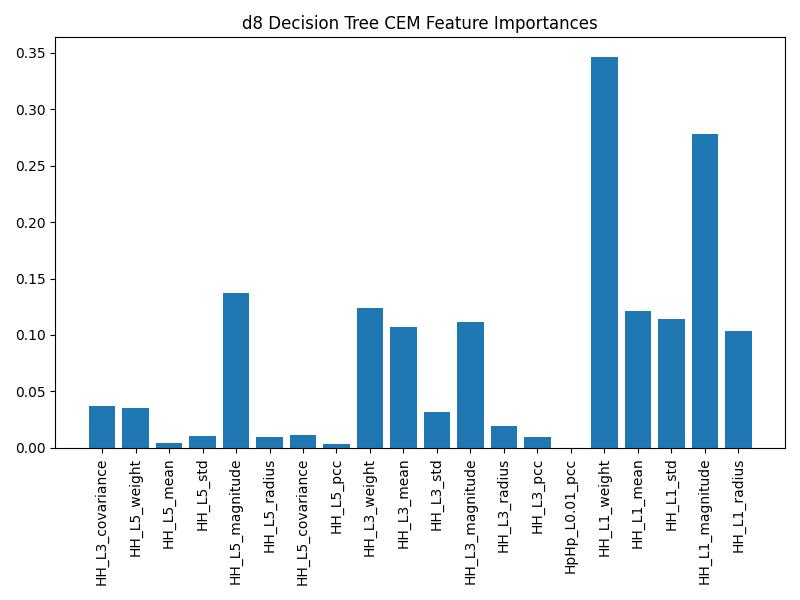 d8 Decision Tree CEM Feature Importances
0.35
0.30
0.25
0.20
0.15
0.10
0.05
0.00
HH_L3_covariance
HH_L5_weight
HH_L5_mean
HH_L5_std
HH_L5_magnitude
HH_L5_radius
HH_L5_covariance
HH_L5_pcc
HH_L3_weight
HH_L3_mean
HH_L3_std
HH_L3_magnitude
HH_L3_radius
HH_L3_pcc
HpHp_L0.01_pcc
HH_L1_weight
HH_L1_mean
HH_L1_std
HH_L1_magnitude
HH_L1_radius